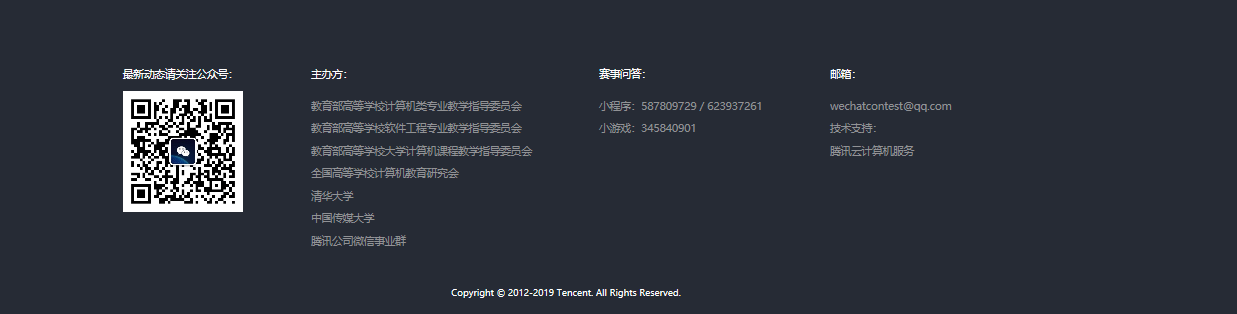 最新动态请关注公众号:
主办方:
教育部高等学校计算机类专业教学指导委员会
教育部高等学校软件工程专业教学指导委员会
教育部高等学校大学计算机课程教学指导委员会
全国高等学校计算机教育研究会
清华大学
中国传媒大学
腾讯公司微信事业群
赛事问答:
小程序: 587809729 / 623937261
小游戏: 345840901
邮箱:
wechatcontest@qq.com
技术支持:
腾讯云计算机服务
Copyright © 2012-2019 Tencent. All Rights Reserved.